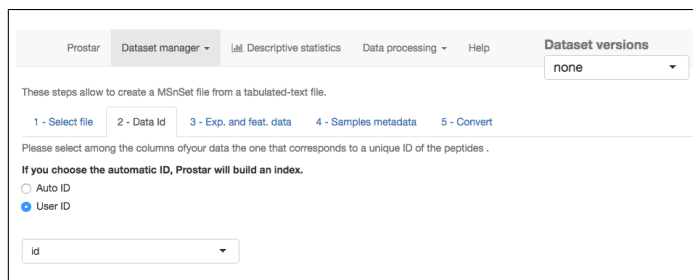 Prostar Dataset manager Descriptive statistics Data processing Help Dataset versions
none
These steps allow to create a MSnSet file from a tabulated-text file.
1 - Select file 2 - Data Id 3 - Exp. and feat. data 4 - Samples metadata 5 - Convert
Please select among the columns ofyour data the one that corresponds to a unique ID of the peptides .
If you choose the automatic ID, Prostar will build an index.
Auto ID
User ID
id